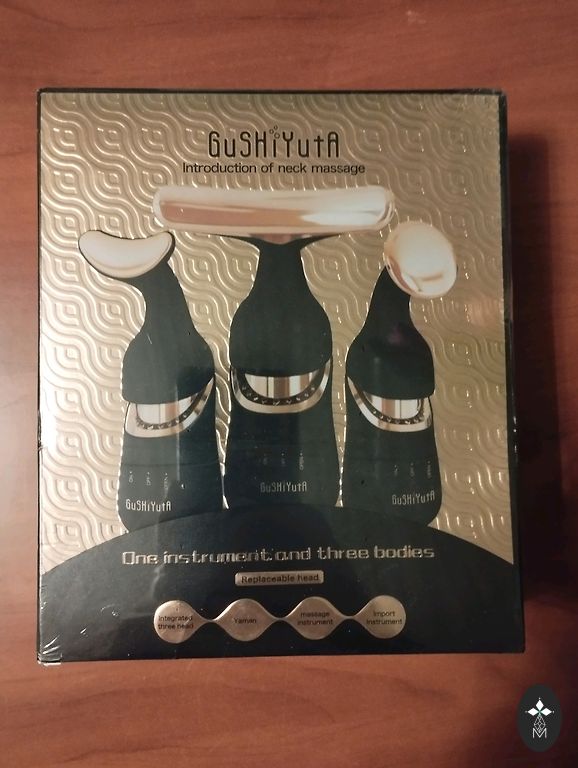 GuSHiYutA
Introduction of neck massage
GuSHiYutA
GuSHiYutA
GuSHiYutA
One instrument and three bodies
Replaceable head
Integrated
three head
Yamen
massage
instrument
Import
Instrument
M